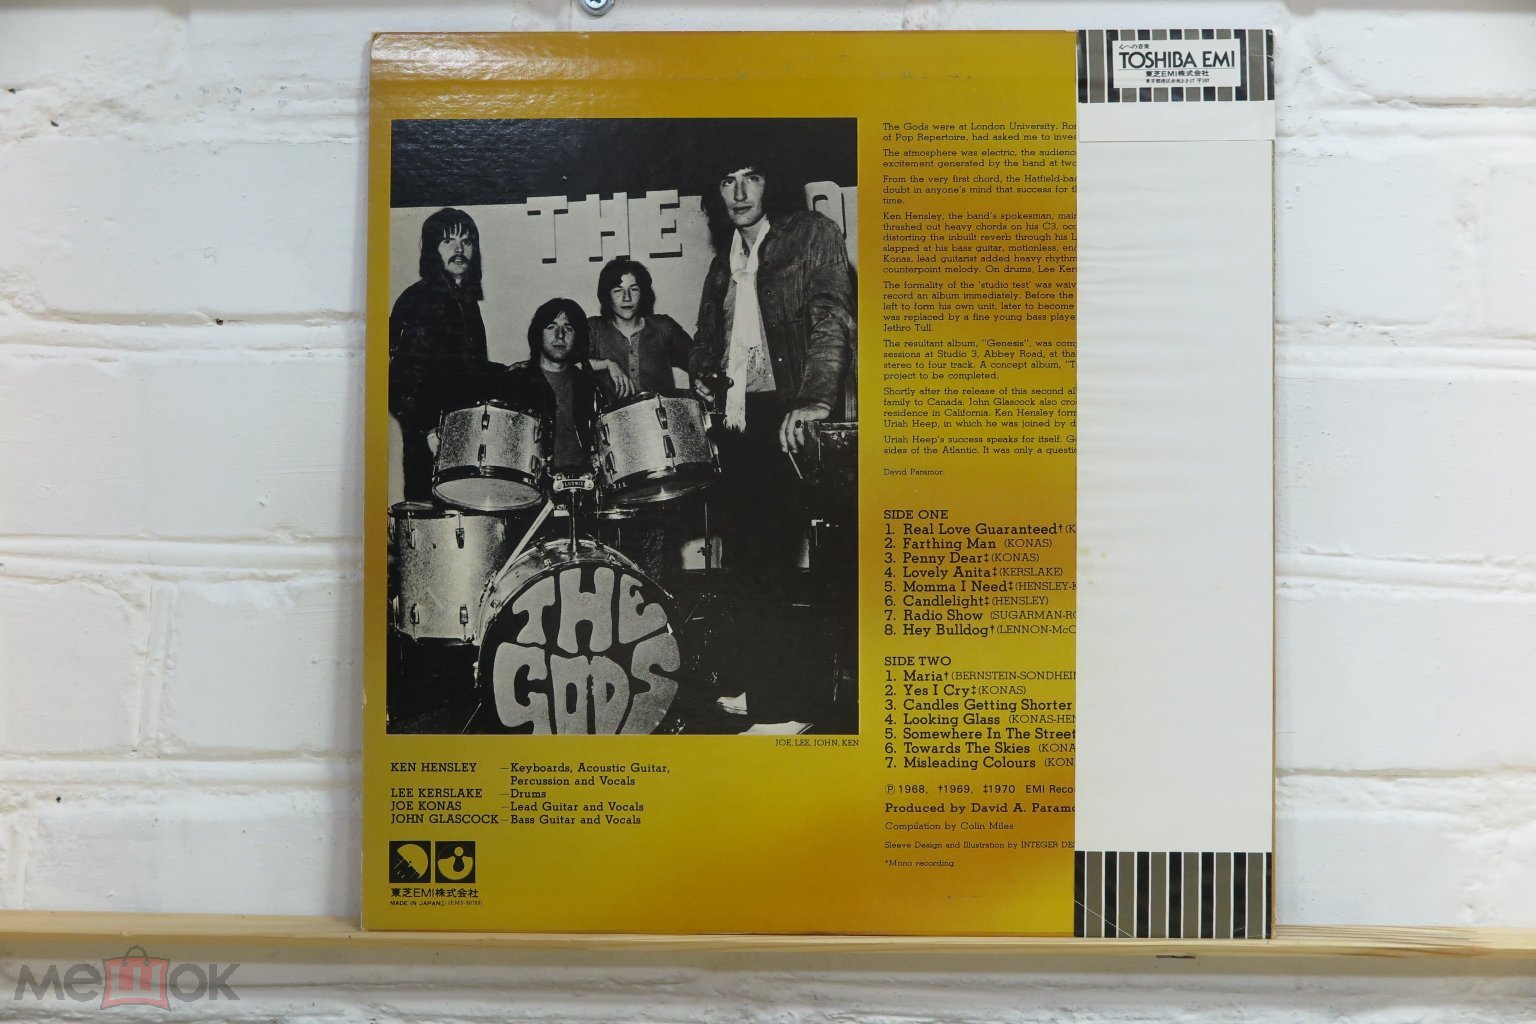 心への音楽
TOSHIBA EMI
東芝EMI株式会社
THE
The Gods were at London University.
of Pop Repertoire, had asked me to
The atmosphere was electric, the audience
excitement generated by the band at
From the very first chord, the
doubt in anyone's mind that success for
time.
Ken Hensley, the band's spokesman,
thrashed out heavy chords on his C3,
distorting the inbuilt reverb through his
slapped at his bass guitar, motionless,
Konas, lead guitarist added heavy
counterpoint melody. On drums, Lee
The formality of the 'studio test' was
record an album immediately. Before the
left to form his own unit, later to become
was replaced by a fine young bass
Jethro Tull.
The resultant album, "Genesis", was
sessions at Studio 3, Abbey Road, at
stereo to four track. A concept album,
project to be completed.
Shortly after the release of this second
family to Canada. John Glascock also
residence in California. Ken Hensley
Uriah Heep, in which he was joined by
Uriah Heep's success speaks for itself.
sides of the Atlantic. It was only a
David Paramor.
LUDWIG
THE
GODS
JOE, LEE, JOHN, KEN
SIDE ONE
1. Real Love Guaranteed†
2. Farthing Man (KONAS)
3. Penny Dear‡(KONAS)
4. Lovely Anita‡(KERSLAKE)
5. Momma I Need‡(HENSLEY-
6. Candlelight‡(HENSLEY)
7. Radio Show (SUGARMAN-
8. Hey Bulldog†(LENNON-
SIDE TWO
1. Maria†(BERNSTEIN-
2. Yes I Cry‡(KONAS)
3. Candles Getting Shorter
4. Looking Glass (KONAS-
5. Somewhere In The Street
6. Towards The Skies
7. Misleading Colours
℗ 1968, †1969, ‡1970 EMI
Produced by David A.
Compilation by Colin Miles
Sleeve Design and Illustration by INTEGER
*Mono recording
KEN HENSLEY —Keyboards, Acoustic Guitar,
Percussion and Vocals
LEE KERSLAKE —Drums
JOE KONAS —Lead Guitar and Vocals
JOHN GLASCOCK—Bass Guitar and Vocals
東芝EMI株式会社
MADE IN JAPAN
мешок